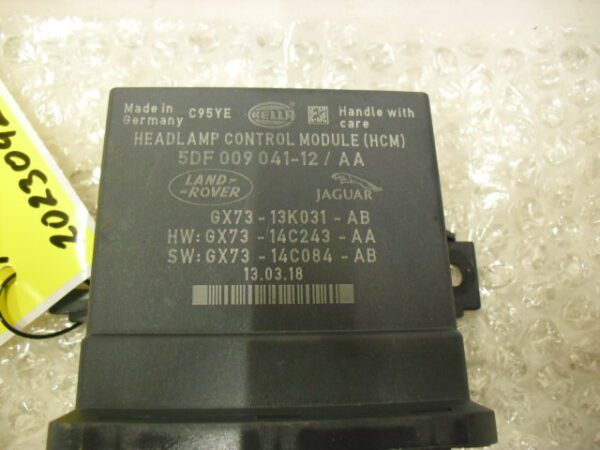 Made in
Germany
C95YE
HELLA
Handle with
care
HEADLAMP CONTROL MODULE (HCM)
5DF 009 041-12 / AA
LAND-
-ROVER
JAGUAR
GX73 - 13K031 - AB
HW: GX73 - 14C243 - AA
SW: GX73 - 14C084 - AB
13.03.18